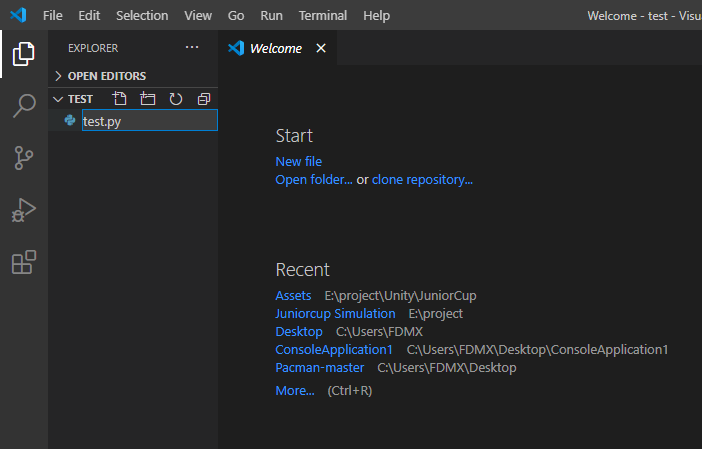 File Edit Selection View Go Run Terminal Help Welcome - test - Visu
EXPLORER
OPEN EDITORS
TEST
test.py
Welcome
Start
New file
Open folder... or clone repository...
Recent
Assets E:\project\Unity\JuniorCup
Juniorcup Simulation E:\project
Desktop C:\Users\FDMX
ConsoleApplication1 C:\Users\FDMX\Desktop\ConsoleApplication1
Pacman-master C:\Users\FDMX\Desktop
More... (Ctrl+R)